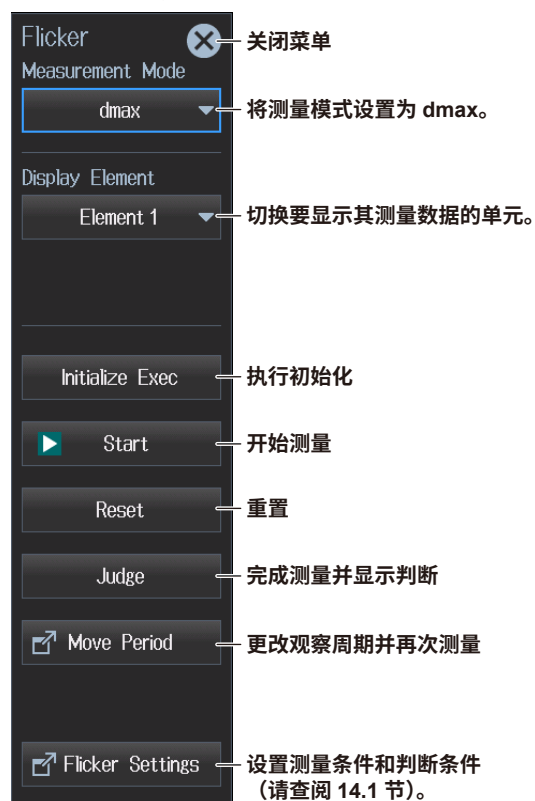 Flicker
关闭菜单
Measurement Mode
dmax
将测量模式设置为 dmax。
Display Element
Element 1
切换要显示其测量数据的单元。
Initialize Exec
执行初始化
Start
开始测量
Reset
重置
Judge
完成测量并显示判断
Move Period
更改观察周期并再次测量
Flicker Settings
设置测量条件和判断条件
（请查阅 14.1 节）。